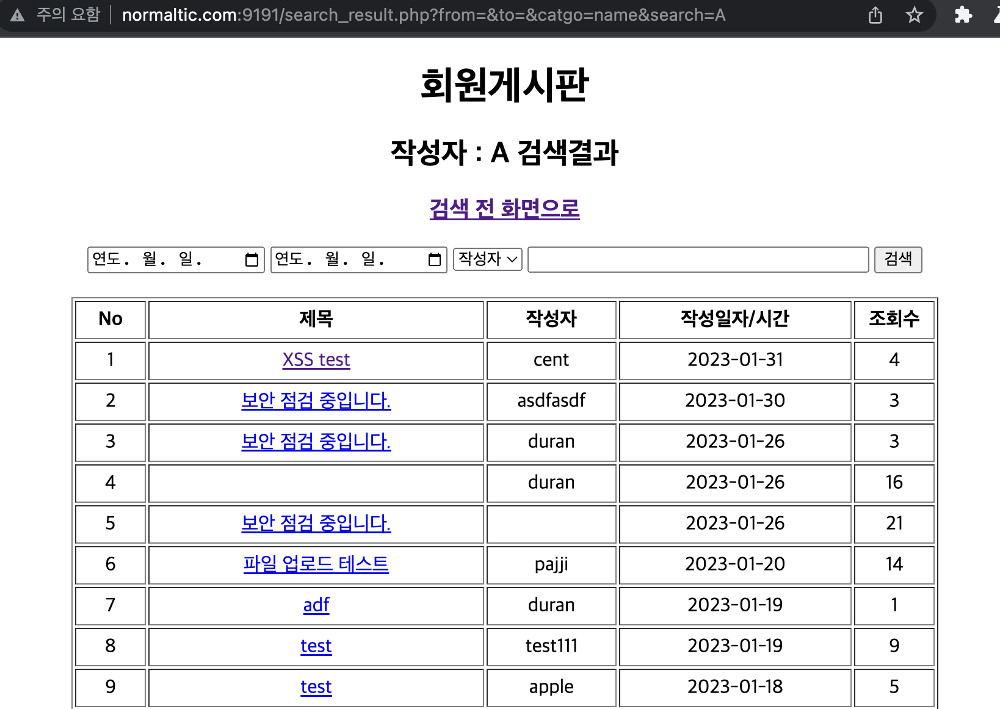 주의 요함 normaltic.com:9191/search_result.php?from=&to=&catgo=name&search=A
회원게시판
작성자 : A 검색결과
검색 전 화면으로
연도. 월. 일. 연도. 월. 일. 작성자 검색
No 제목 작성자 작성일자/시간 조회수
1 XSS test cent 2023-01-31 4
2 보안 점검 중입니다. asdfasdf 2023-01-30 3
3 보안 점검 중입니다. duran 2023-01-26 3
4 duran 2023-01-26 16
5 보안 점검 중입니다. 2023-01-26 21
6 파일 업로드 테스트 pajji 2023-01-20 14
7 adf duran 2023-01-19 1
8 test test111 2023-01-19 9
9 test apple 2023-01-18 5